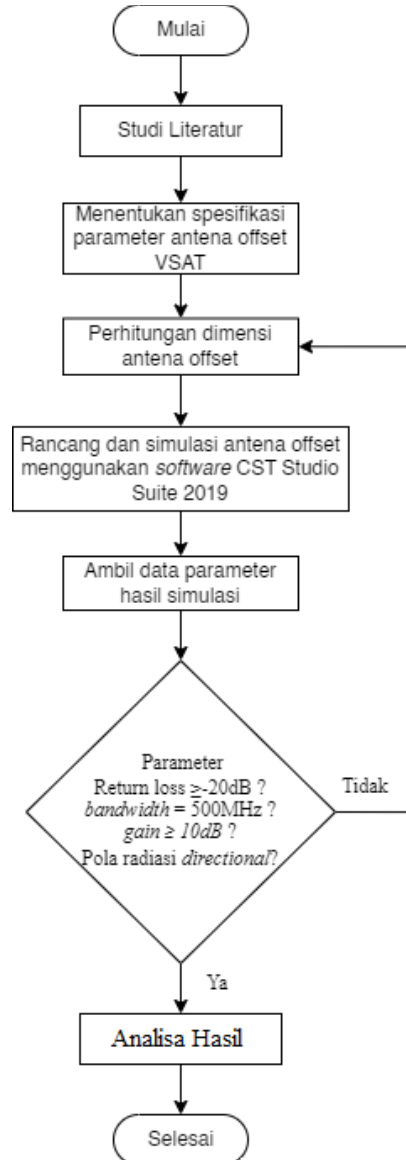 Mulai
Studi Literatur
Menentukan spesifikasi
parameter antena offset
VSAT
Perhitungan dimensi
antena offset
Rancang dan simulasi antena offset
menggunakan software CST Studio
Suite 2019
Ambil data parameter
hasil simulasi
Parameter
Return loss ≥-20dB ?
bandwidth = 500MHz ?
gain ≥ 10dB ?
Pola radiasi directional?
Tidak
Ya
Analisa Hasil
Selesai